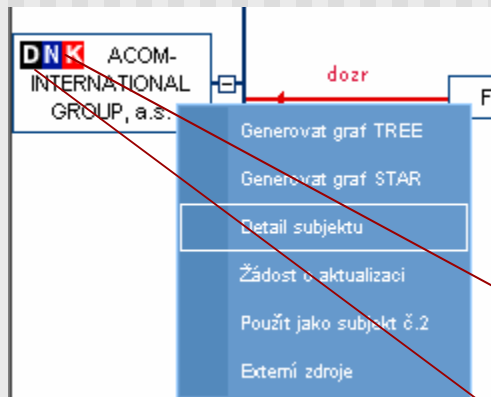 DNK ACOM-
INTERNATIONAL
GROUP, a.s.
dozr
F
Generovat graf TREE
Generovat graf STAR
Detail subjektu
Žádost o aktualizaci
Použít jako subjekt č.2
Externí zdroje